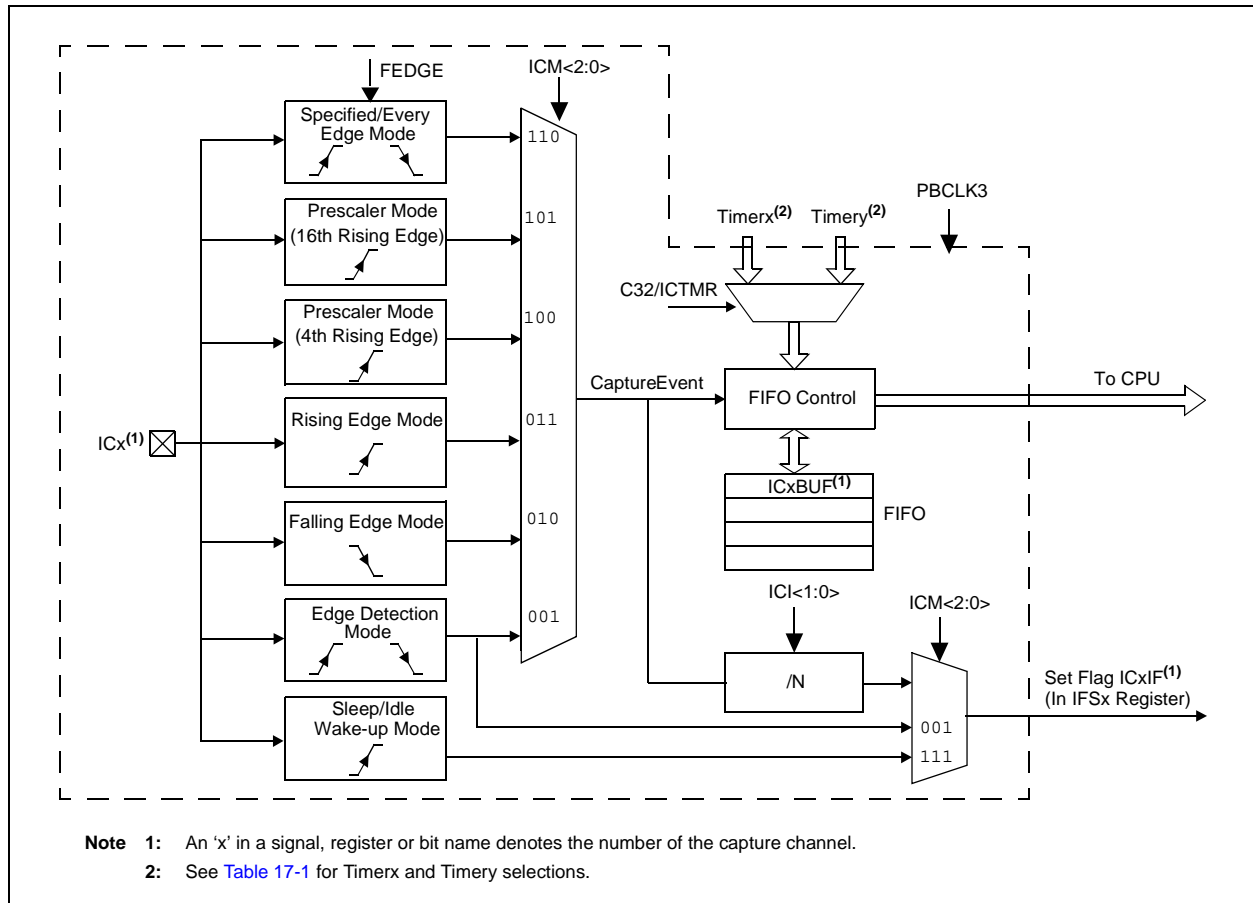 FEDGE
ICM<2:0>
Specified/Every
Edge Mode
110
PBCLK3
Prescaler Mode
(16th Rising Edge)
101
Timerx(2)
Timery(2)
C32/ICTMR
Prescaler Mode
(4th Rising Edge)
100
CaptureEvent
FIFO Control
To CPU
ICx(1)
Rising Edge Mode
011
ICxBUF(1)
FIFO
Falling Edge Mode
010
ICI<1:0>
ICM<2:0>
Edge Detection
Mode
001
/N
Set Flag ICxIF(1)
(In IFSx Register)
Sleep/Idle
Wake-up Mode
001
111
Note 1: An ‘x’ in a signal, register or bit name denotes the number of the capture channel.
2: See Table 17-1 for Timerx and Timery selections.